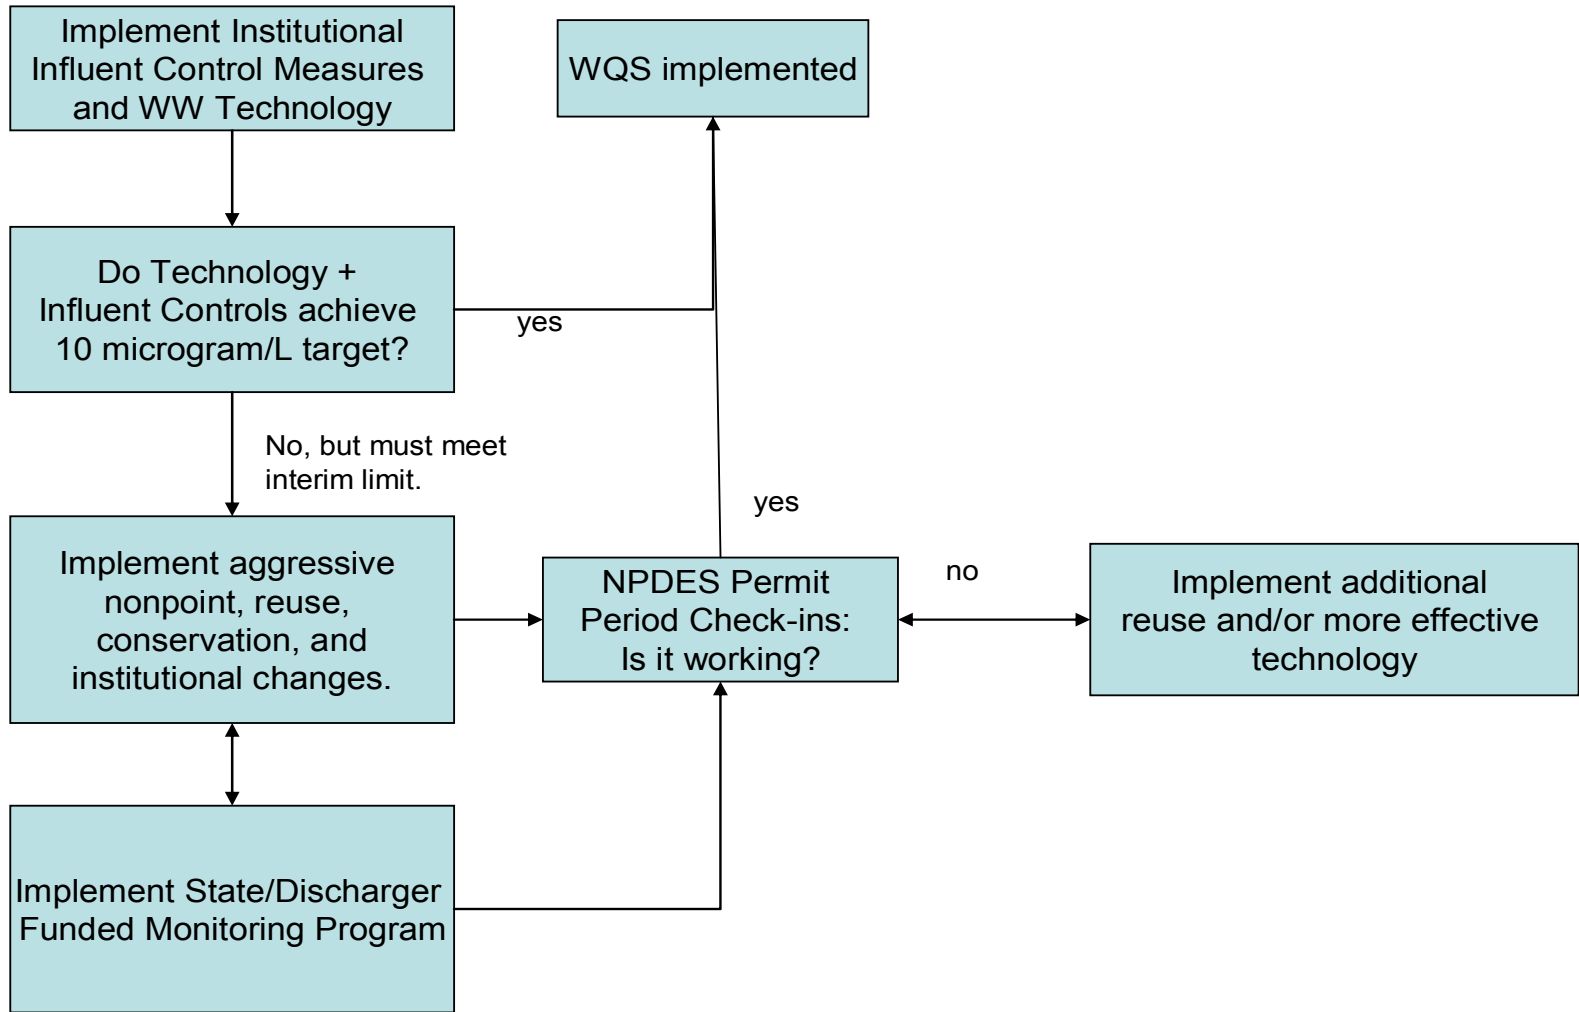 Implement Institutional
Influent Control Measures
and WW Technology
WQS implemented
Do Technology +
Influent Controls achieve
10 microgram/L target?
yes
No, but must meet
interim limit.
yes
Implement aggressive
nonpoint, reuse,
conservation, and
institutional changes.
NPDES Permit
Period Check-ins:
Is it working?
no
Implement additional
reuse and/or more effective
technology
Implement State/Discharger
Funded Monitoring Program